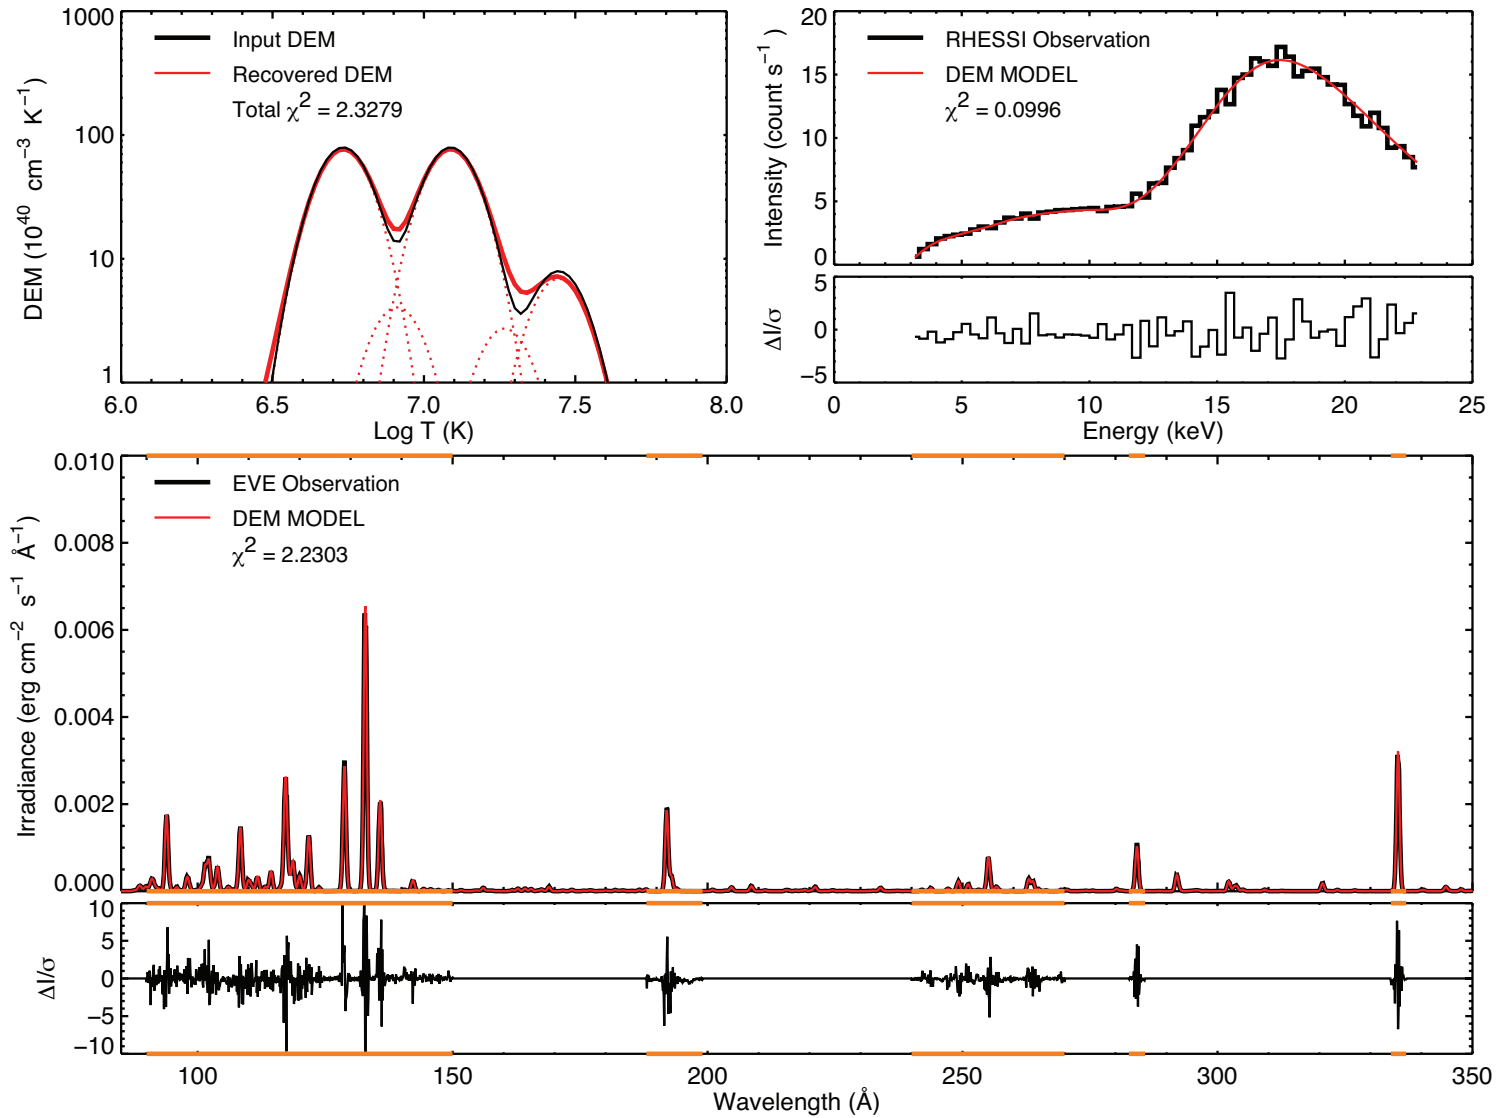 Input DEM
Recovered DEM
Total χ² = 2.3279
DEM (10⁴⁰ cm⁻³ K⁻¹)
1000
100
10
1
6.0 6.5 7.0 7.5 8.0
Log T (K)
RHESSI Observation
DEM MODEL
χ² = 0.0996
Intensity (count s⁻¹ )
20
15
10
5
0
ΔI/σ
5
0
−5
0 5 10 15 20 25
Energy (keV)
EVE Observation
DEM MODEL
χ² = 2.2303
Irradiance (erg cm⁻² s⁻¹ Å⁻¹)
0.010
0.008
0.006
0.004
0.002
0.000
ΔI/σ
10
5
0
−5
−10
100 150 200 250 300 350
Wavelength (Å)